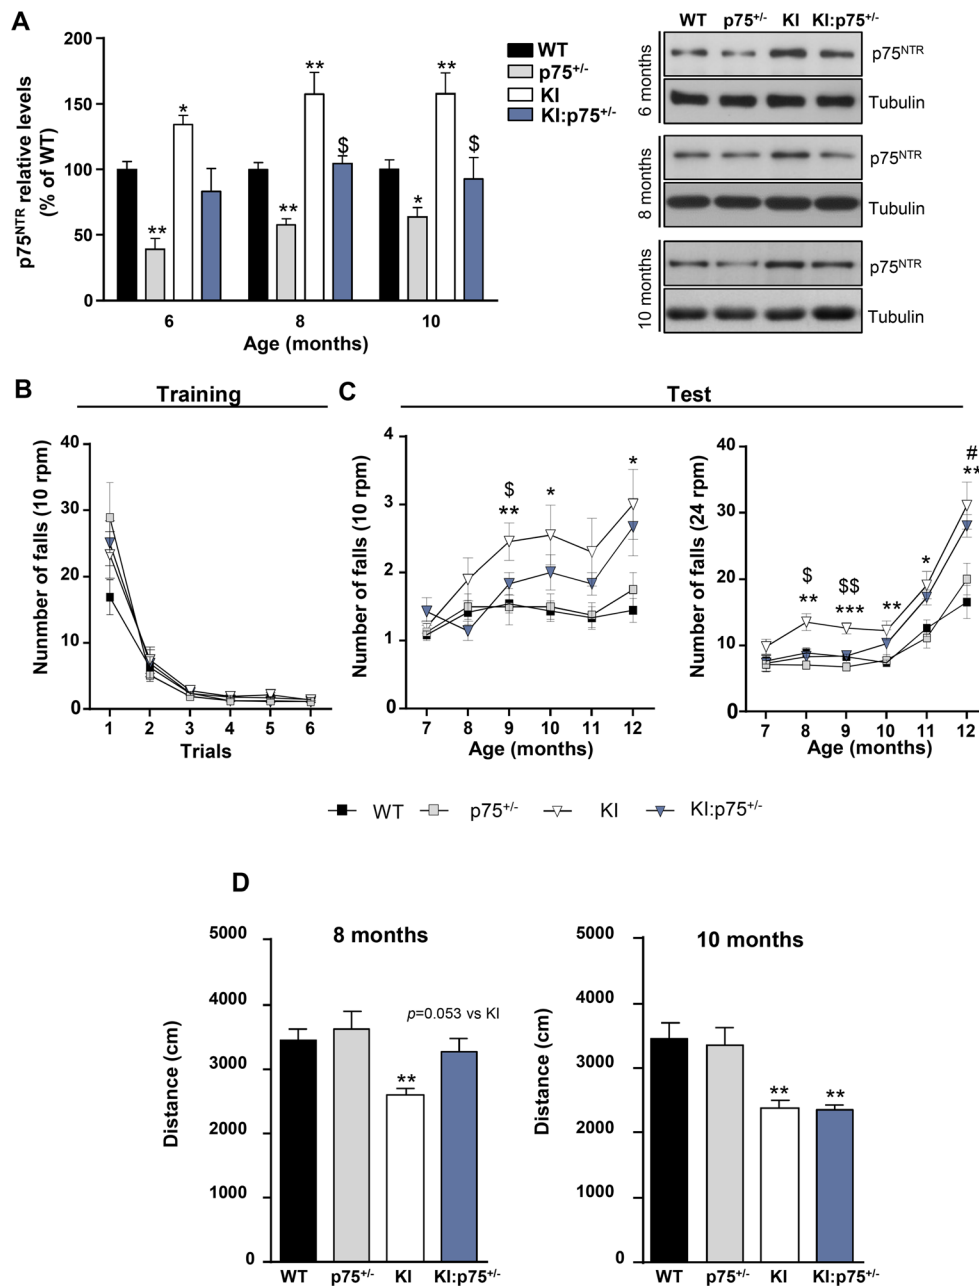 A
p75NTR relative levels
(% of WT)
200
150
100
50
0
** * ** ** $ * ** $ **
WT
p75+/-
KI
KI:p75+/-
6 8 10
Age (months)
WT p75+/- KI KI:p75+/-
6 months
p75NTR
Tubulin
8 months
p75NTR
Tubulin
10 months
p75NTR
Tubulin
B
Training
Nunmber of falls (10 rpm)
40
30
20
10
0
1 2 3 4 5 6
Trials
C
Test
Number of falls (10 rpm)
4
3
2
1
0
$
** * *
7 8 9 10 11 12
Age (months)
Number of falls (24 rpm)
40
30
20
10
0
$ $$ #
** *** ** * **
7 8 9 10 11 12
Age (months)
WT p75+/- KI KI:p75+/-
D
8 months
Distance (cm)
5000
4000
3000
2000
1000
0
p=0.053 vs KI
**
WT p75+/- KI KI:p75+/-
10 months
Distance (cm)
5000
4000
3000
2000
1000
0
** **
WT p75+/- KI KI:p75+/-